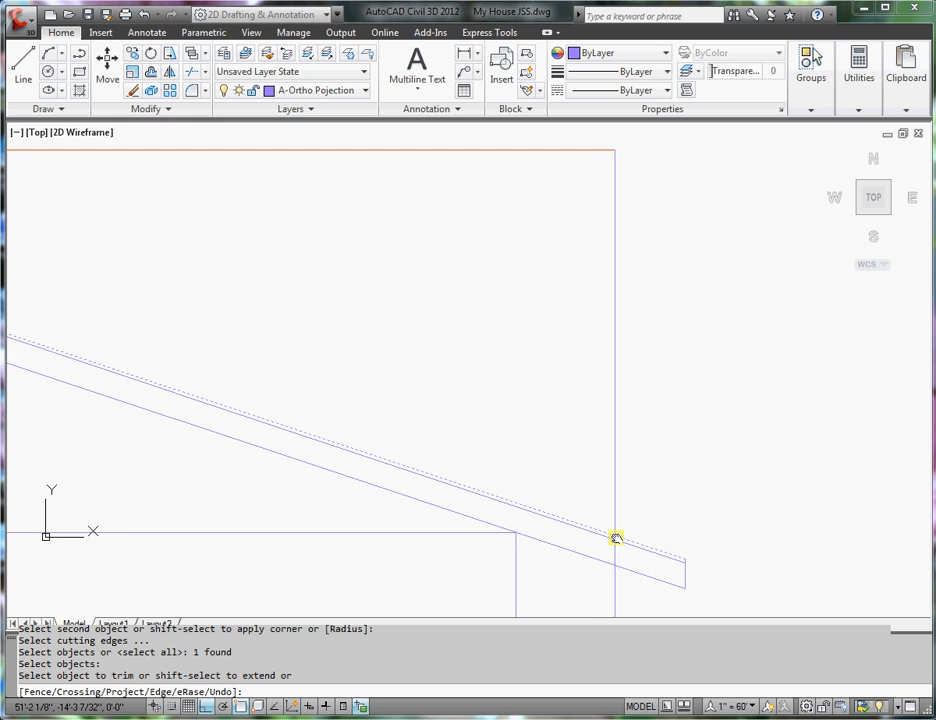 AutoCAD Civil 3D 2012 My House JSS.dwg
2D Drafting & Annotation
Type a keyword or phrase
3D
Home Insert Annotate Parametric View Manage Output Online Add-Ins Express Tools
Line
Move
Unsaved Layer State
A-Ortho Projection
Multiline Text
Insert
ByLayer
ByLayer
ByLayer
ByColor
Transpare... 0
Groups
Utilities
Clipboard
Draw Modify Layers Annotation Block Properties
[−] [Top] [2D Wireframe]
N
W TOP E
S
WCS
Y
X
Model Layout1 Layout2
Select second object or shift-select to apply corner or [Radius]:
Select cutting edges ...
Select objects or <select all>: 1 found
Select objects:
Select object to trim or shift-select to extend or
[Fence/Crossing/Project/Edge/eRase/Undo]:
51'-2 1/8", -14'-3 7/32", 0'-0"
MODEL
1" = 60'